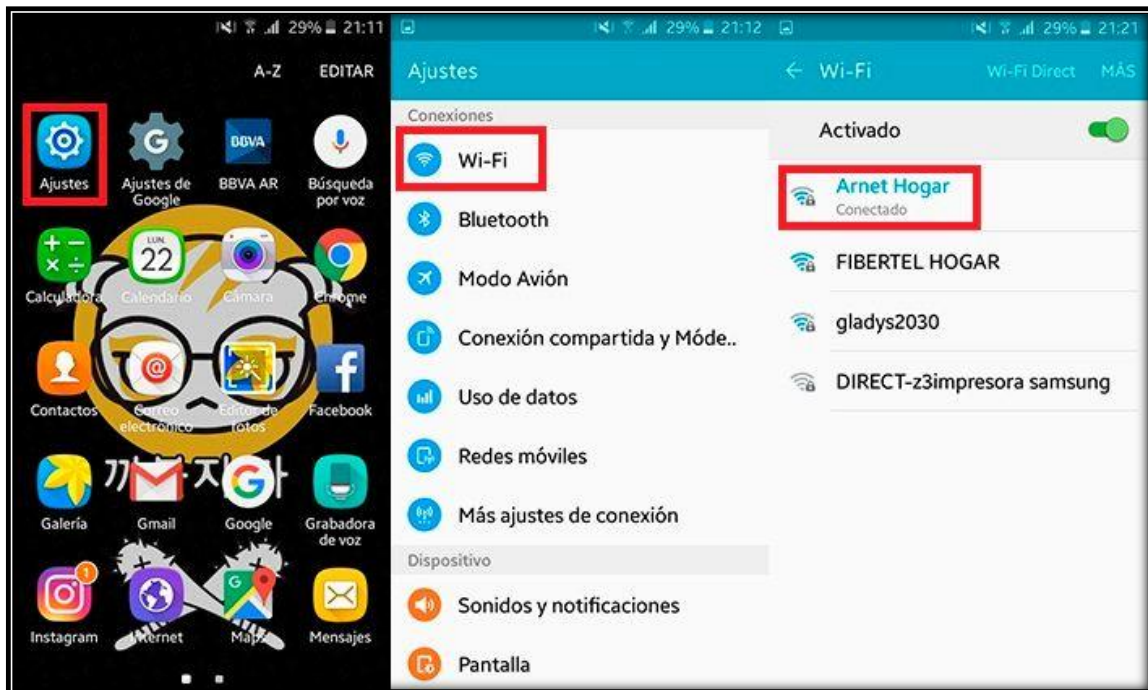 29% 21:11
A-Z EDITAR
BBVA
Ajustes
Ajustes de
Google
BBVA AR
Búsqueda
por voz
LUN.
22
Calculadora
Calendario
Cámara
Chrome
Contactos
Correo
electrónico
Editor de
fotos
Facebook
Galería
Gmail
Google
Grabadora
de voz
1
Instagram
Internet
Maps
Mensajes
29% 21:12
Ajustes
Conexiones
Wi-Fi
Bluetooth
Modo Avión
Conexión compartida y Móde..
Uso de datos
Redes móviles
Más ajustes de conexión
Dispositivo
Sonidos y notificaciones
Pantalla
29% 21:21
Wi-Fi Wi-Fi Direct MÁS
Activado
Arnet Hogar
Conectado
FIBERTEL HOGAR
gladys2030
DIRECT-z3impresora samsung